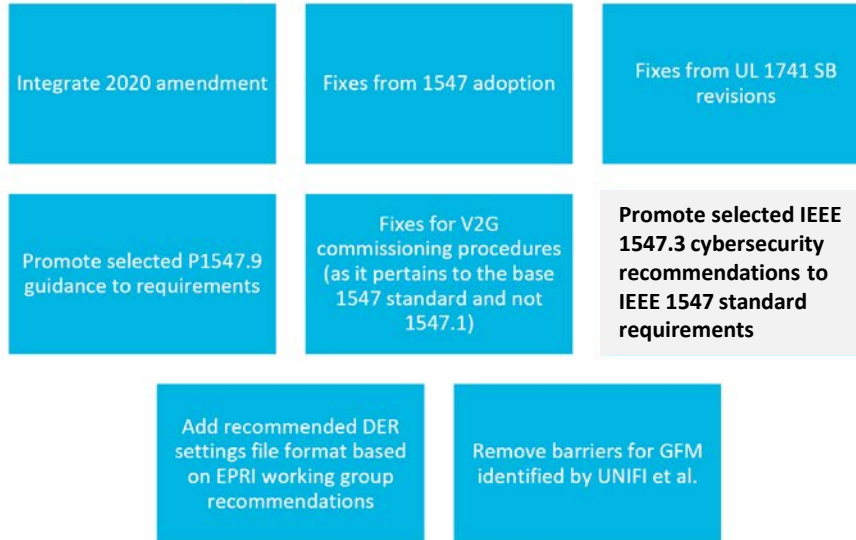 Integrate 2020 amendment
Fixes from 1547 adoption
Fixes from UL 1741 SB
revisions
Promote selected P1547.9
guidance to requirements
Fixes for V2G
commissioning procedures
(as it pertains to the base
1547 standard and not
1547.1)
Promote selected IEEE
1547.3 cybersecurity
recommendations to
IEEE 1547 standard
requirements
Add recommended DER
settings file format based
on EPRI working group
recommendations
Remove barriers for GFM
identified by UNIFI et al.